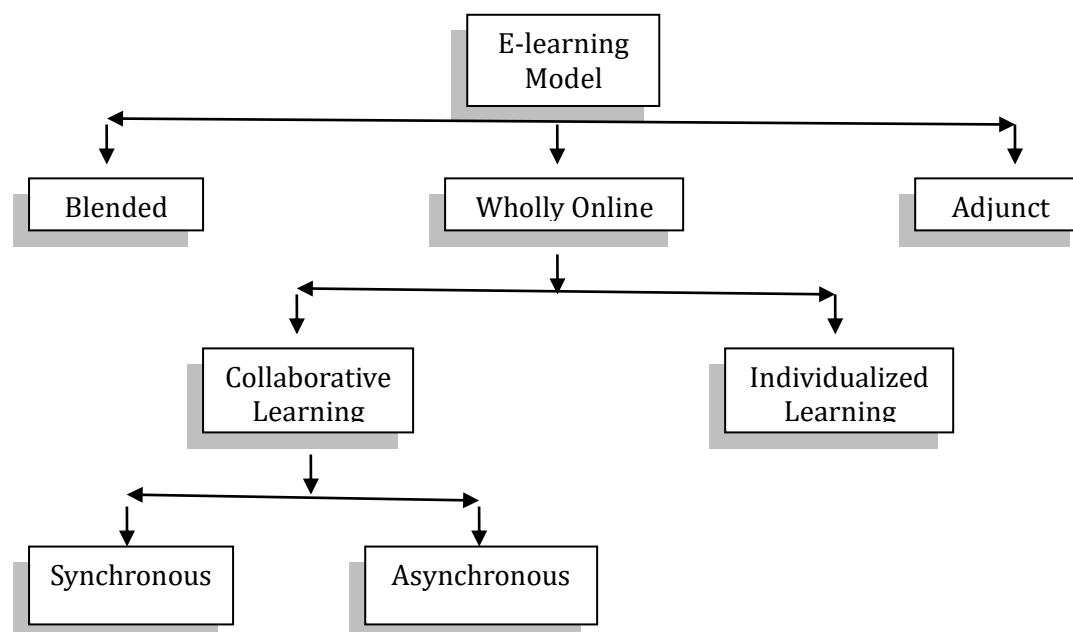 E-learning
Model
Blended
Wholly Online
Adjunct
Collaborative
Learning
Individualized
Learning
Synchronous
Asynchronous